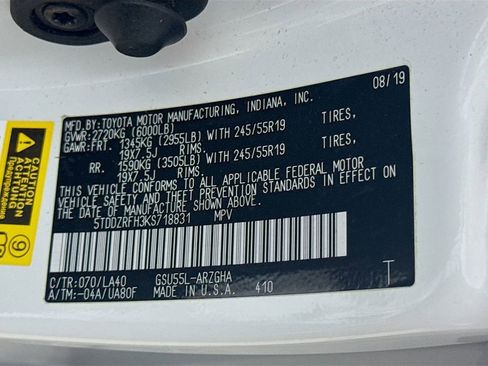 08/19
MFD.BY:TOYOTA MOTOR MANUFACTURING, INDIANA, INC.
GVWR:2720KG (6000LB)
GAWR:FRT. 1345KG (2955LB) WITH 245/55R19 TIRES,
19X7.5J RIMS.
RR. 1590KG (3505LB) WITH 245/55R19 TIRES,
19X7.5J RIMS.
THIS VEHICLE CONFORMS TO ALL APPLICABLE FEDERAL MOTOR
VEHICLE SAFETY AND THEFT PREVENTION STANDARDS IN EFFECT
ON THE DATE OF MANUFACTURE SHOWN ABOVE.
5TDDZRFH3KS718831 MPV
C/TR:070/LA40 GSU55L-ARZGHA
A/TM:-04A/UA80F MADE IN U.S.A. 410
ATTENTION
ACHTUNG
Предупреждение